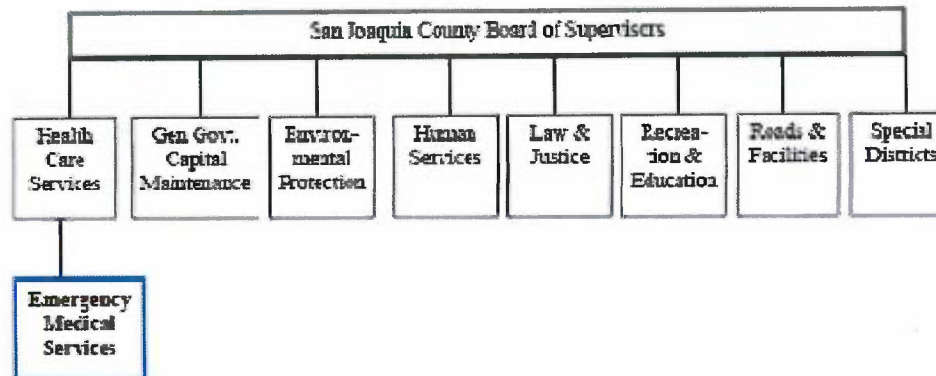 San Joaquin County Board of Supervisors
Health
Care
Services
Gen Govt.
Capital
Maintenance
Environ-
mental
Protection
Human
Services
Law &
Justice
Recrea-
tion &
Education
Roads &
Facilities
Special
Districts
Emergency
Medical
Services